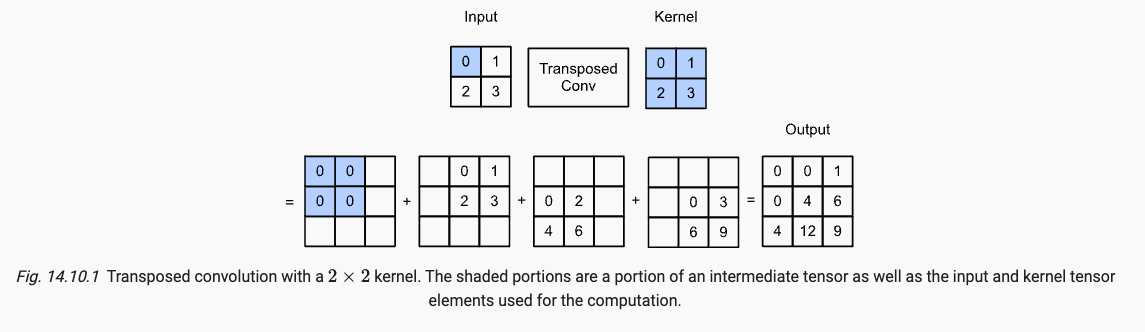 Input Kernel
0 1 0 1
Transposed
Conv
2 3 2 3
Output
0 0 0 1 0 0 1
= 0 0 + 2 3 + 0 2 + 0 3 = 0 4 6
4 6 6 9 4 12 9
Fig. 14.10.1 Transposed convolution with a 2 × 2 kernel. The shaded portions are a portion of an intermediate tensor as well as the input and kernel tensor
elements used for the computation.